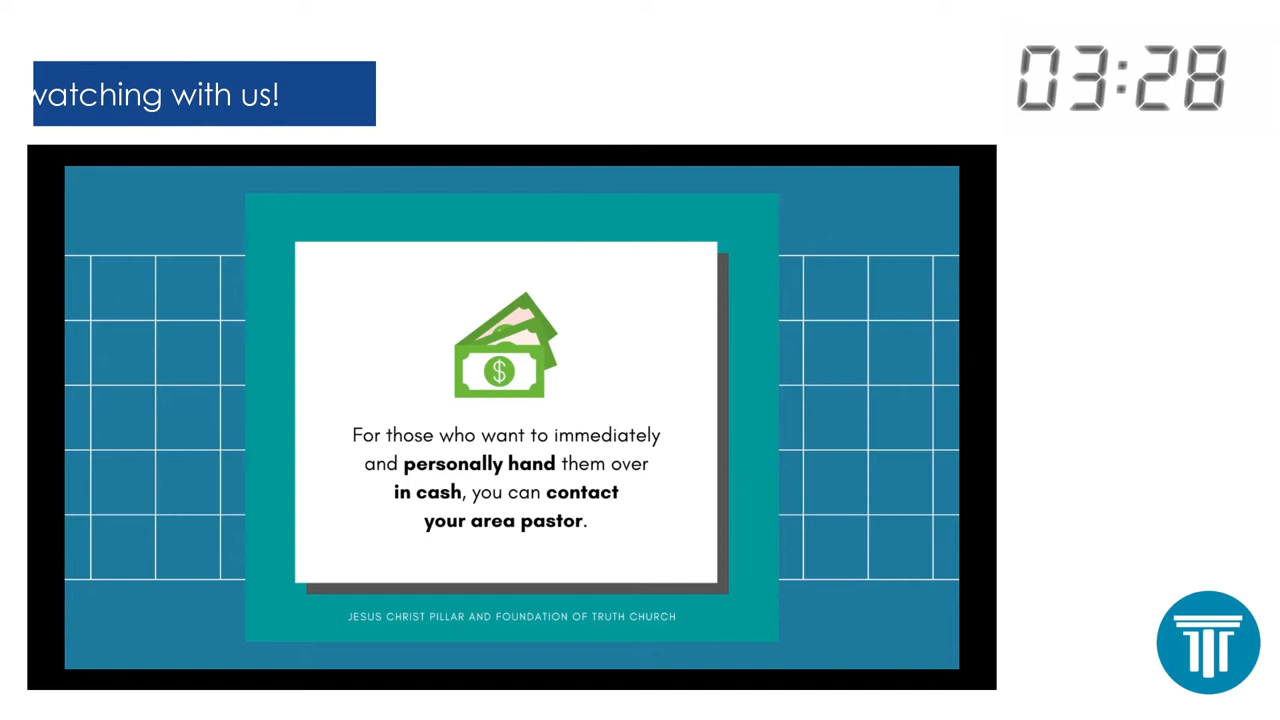 watching with us!
03:28
For those who want to immediately
and personally hand them over
in cash, you can contact
your area pastor.
JESUS CHRIST PILLAR AND FOUNDATION OF TRUTH CHURCH